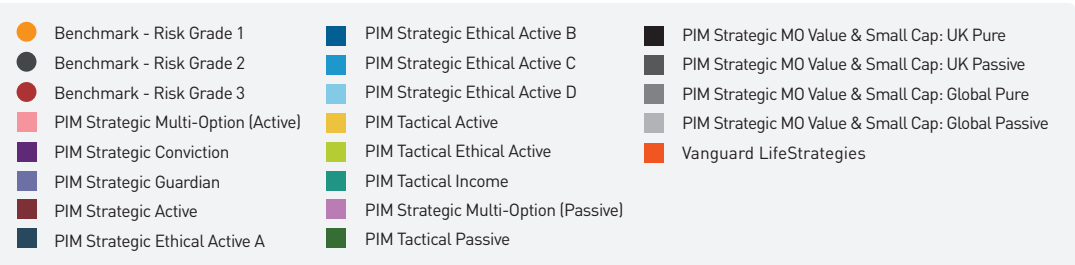 Benchmark - Risk Grade 1
Benchmark - Risk Grade 2
Benchmark - Risk Grade 3
PIM Strategic Multi-Option (Active)
PIM Strategic Conviction
PIM Strategic Guardian
PIM Strategic Active
PIM Strategic Ethical Active A
PIM Strategic Ethical Active B
PIM Strategic Ethical Active C
PIM Strategic Ethical Active D
PIM Tactical Active
PIM Tactical Ethical Active
PIM Tactical Income
PIM Strategic Multi-Option (Passive)
PIM Tactical Passive
PIM Strategic MO Value & Small Cap: UK Pure
PIM Strategic MO Value & Small Cap: UK Passive
PIM Strategic MO Value & Small Cap: Global Pure
PIM Strategic MO Value & Small Cap: Global Passive
Vanguard LifeStrategies